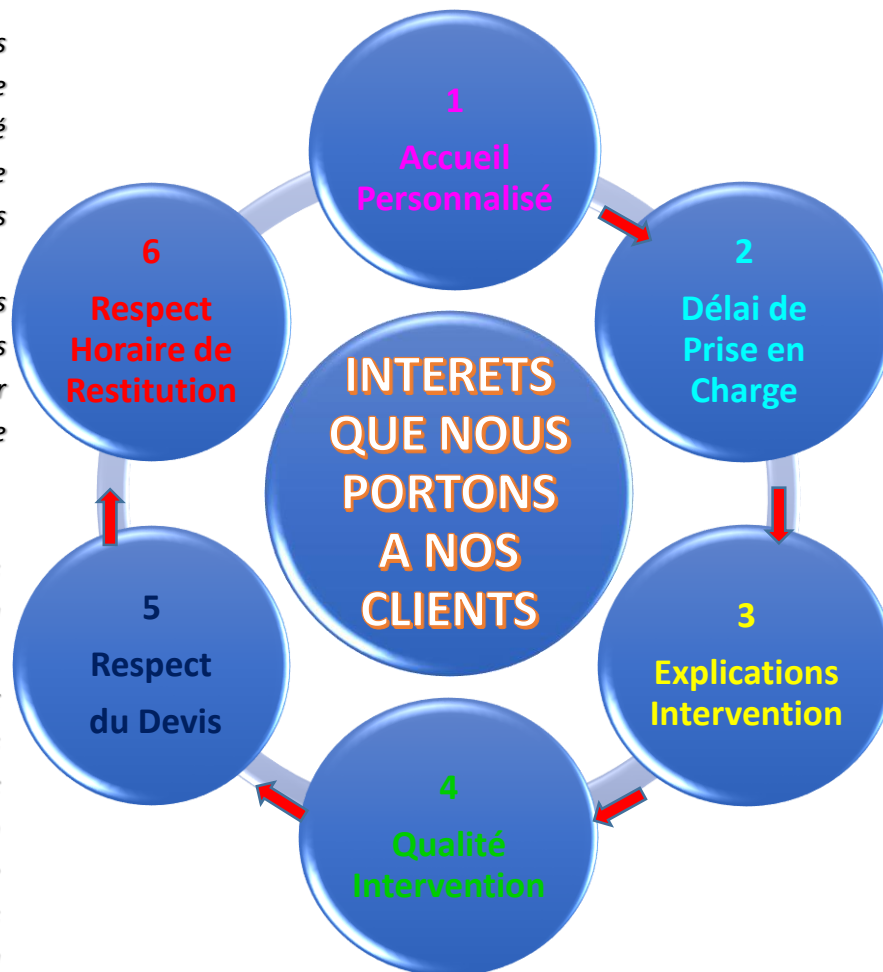 1
Accueil
Personnalisé
2
Délai de
Prise en
Charge
3
Explications
Intervention
4
Qualité
Intervention
5
Respect
du Devis
6
Respect
Horaire de
Restitution
INTERETS
QUE NOUS
PORTONS
A NOS
CLIENTS